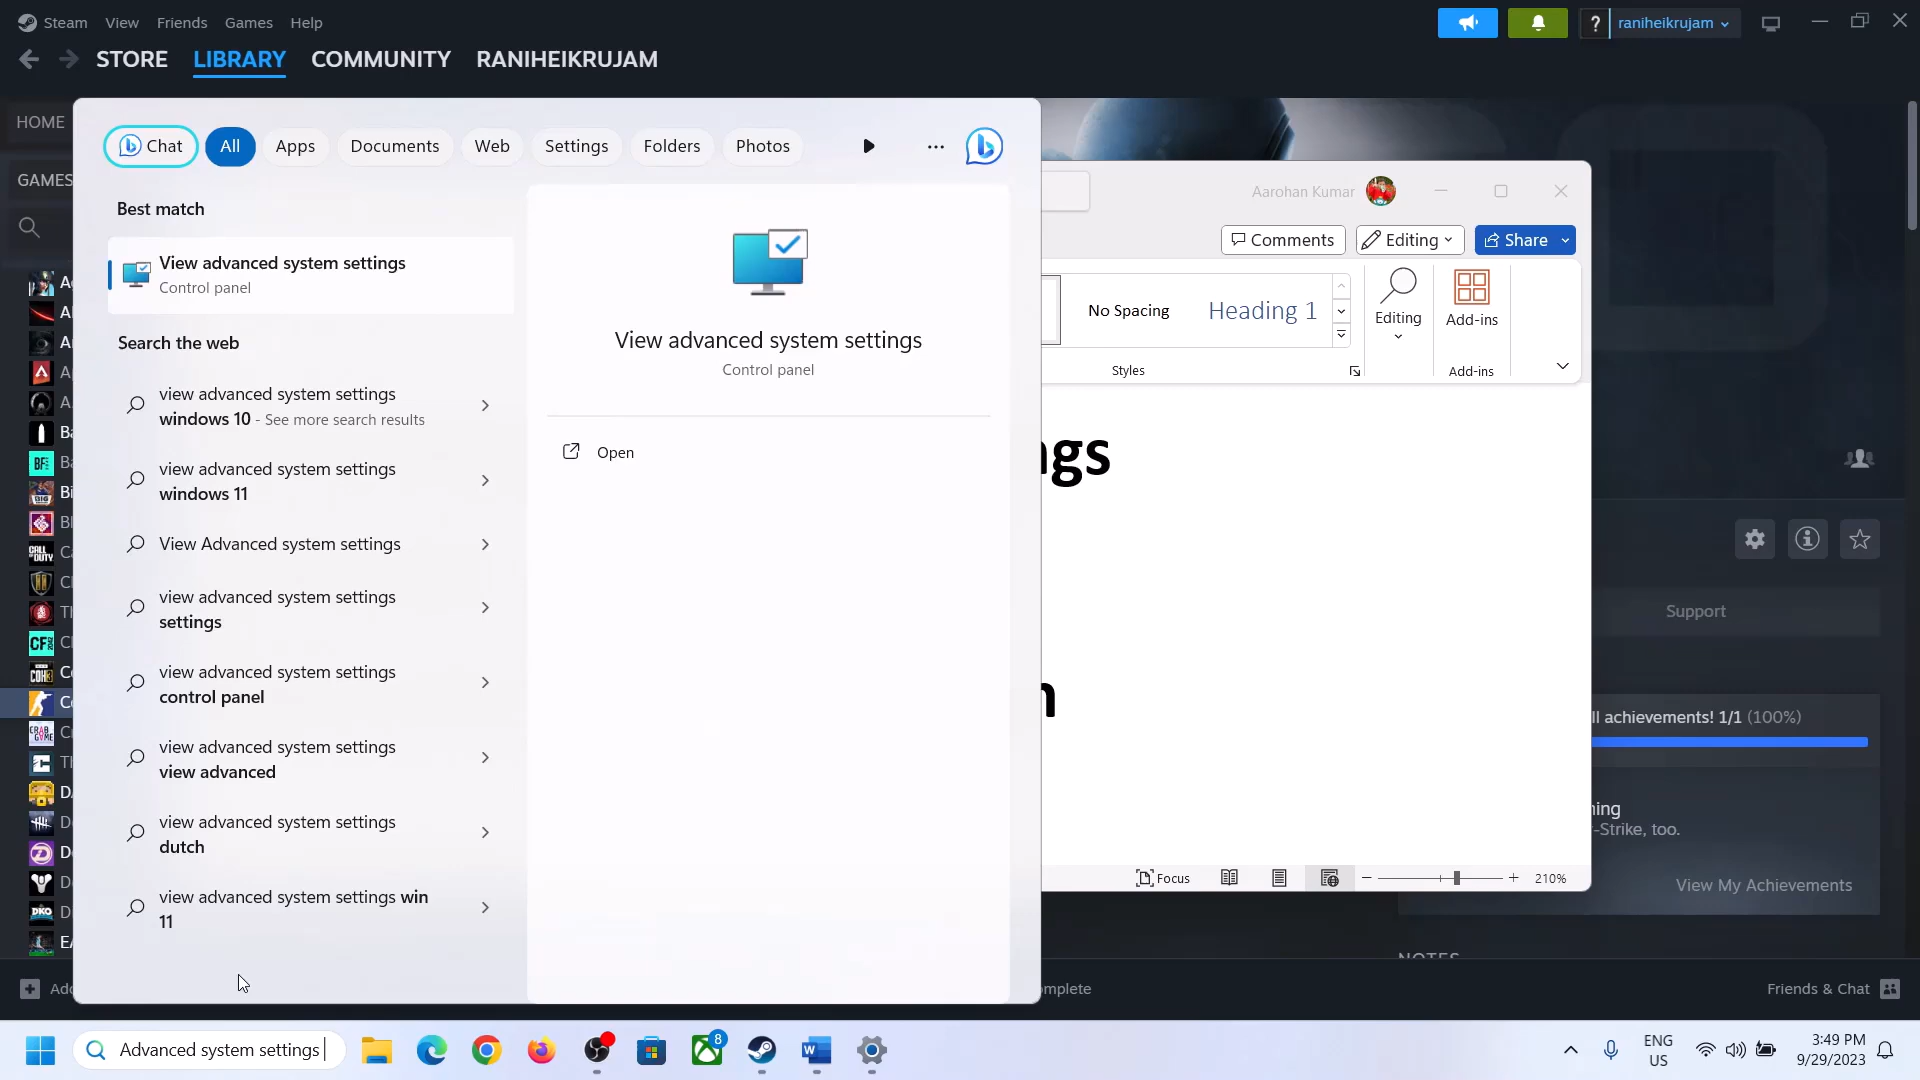 Steam View Friends Games Help
raniheikrujam
STORE LIBRARY COMMUNITY RANIHEIKRUJAM
HOME
GAMES
Chat All Apps Documents Web Settings Folders Photos
Best match
View advanced system settings
Control panel
Search the web
view advanced system settings
windows 10 - See more search results
view advanced system settings
windows 11
View Advanced system settings
view advanced system settings
settings
view advanced system settings
control panel
view advanced system settings
view advanced
view advanced system settings
dutch
view advanced system settings win
11
View advanced system settings
Control panel
Open
Aarohan Kumar
Comments Editing Share
No Spacing Heading 1
Editing Add-ins
Styles Add-ins
ngs
n
Focus 210%
Support
ll achievements! 1/1 (100%)
ning
-Strike, too.
View My Achievements
NOTES
Add
mplete
Friends & Chat
Advanced system settings
8
ENG
US
3:49 PM
9/29/2023